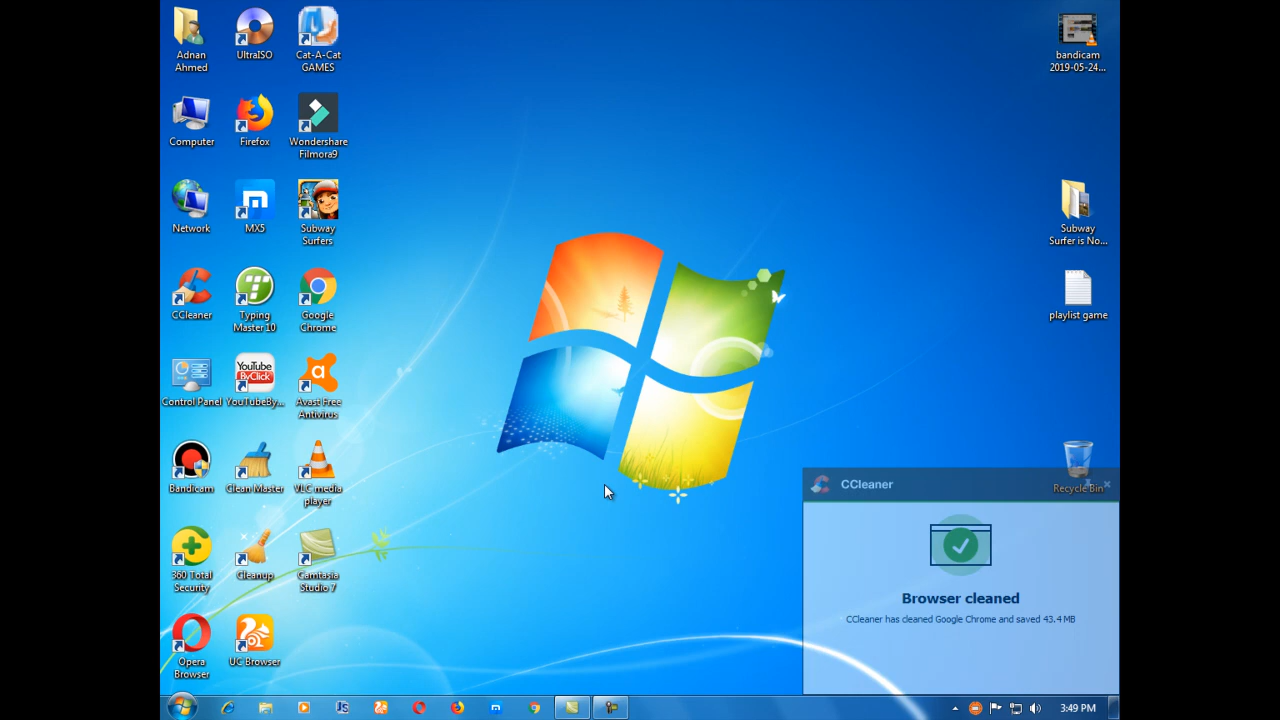 Adnan
Ahmed
UltraISO
Cat-A-Cat
GAMES
bandicam
2019-05-24...
Computer
Firefox
Wondershare
Filmora9
Network
MX5
Subway
Surfers
Subway
Surfer is No...
CCleaner
Typing
Master 10
Google
Chrome
playlist game
YouTube
ByClick
Control Panel
YouTubeBy...
Avast Free
Antivirus
Bandicam
Clean Master
VLC media
player
CCleaner
Recycle Bin
360 Total
Security
Cleanup
Camtasia
Studio 7
Browser cleaned
CCleaner has cleaned Google Chrome and saved 43.4 MB
Opera
Browser
UC Browser
3:49 PM